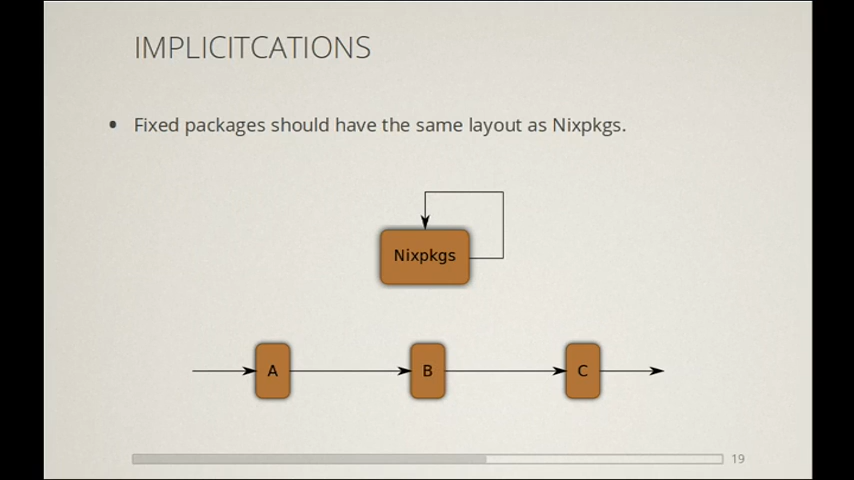 IMPLICITCATIONS
• Fixed packages should have the same layout as Nixpkgs.
Nixpkgs
A B C
19